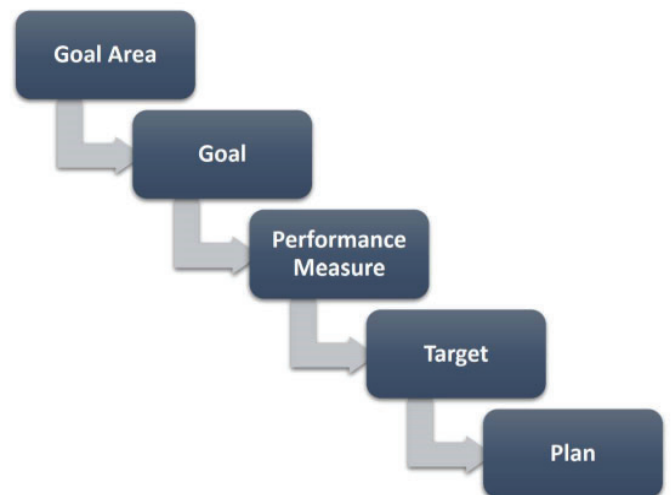 Goal Area
Goal
Performance
Measure
Target
Plan